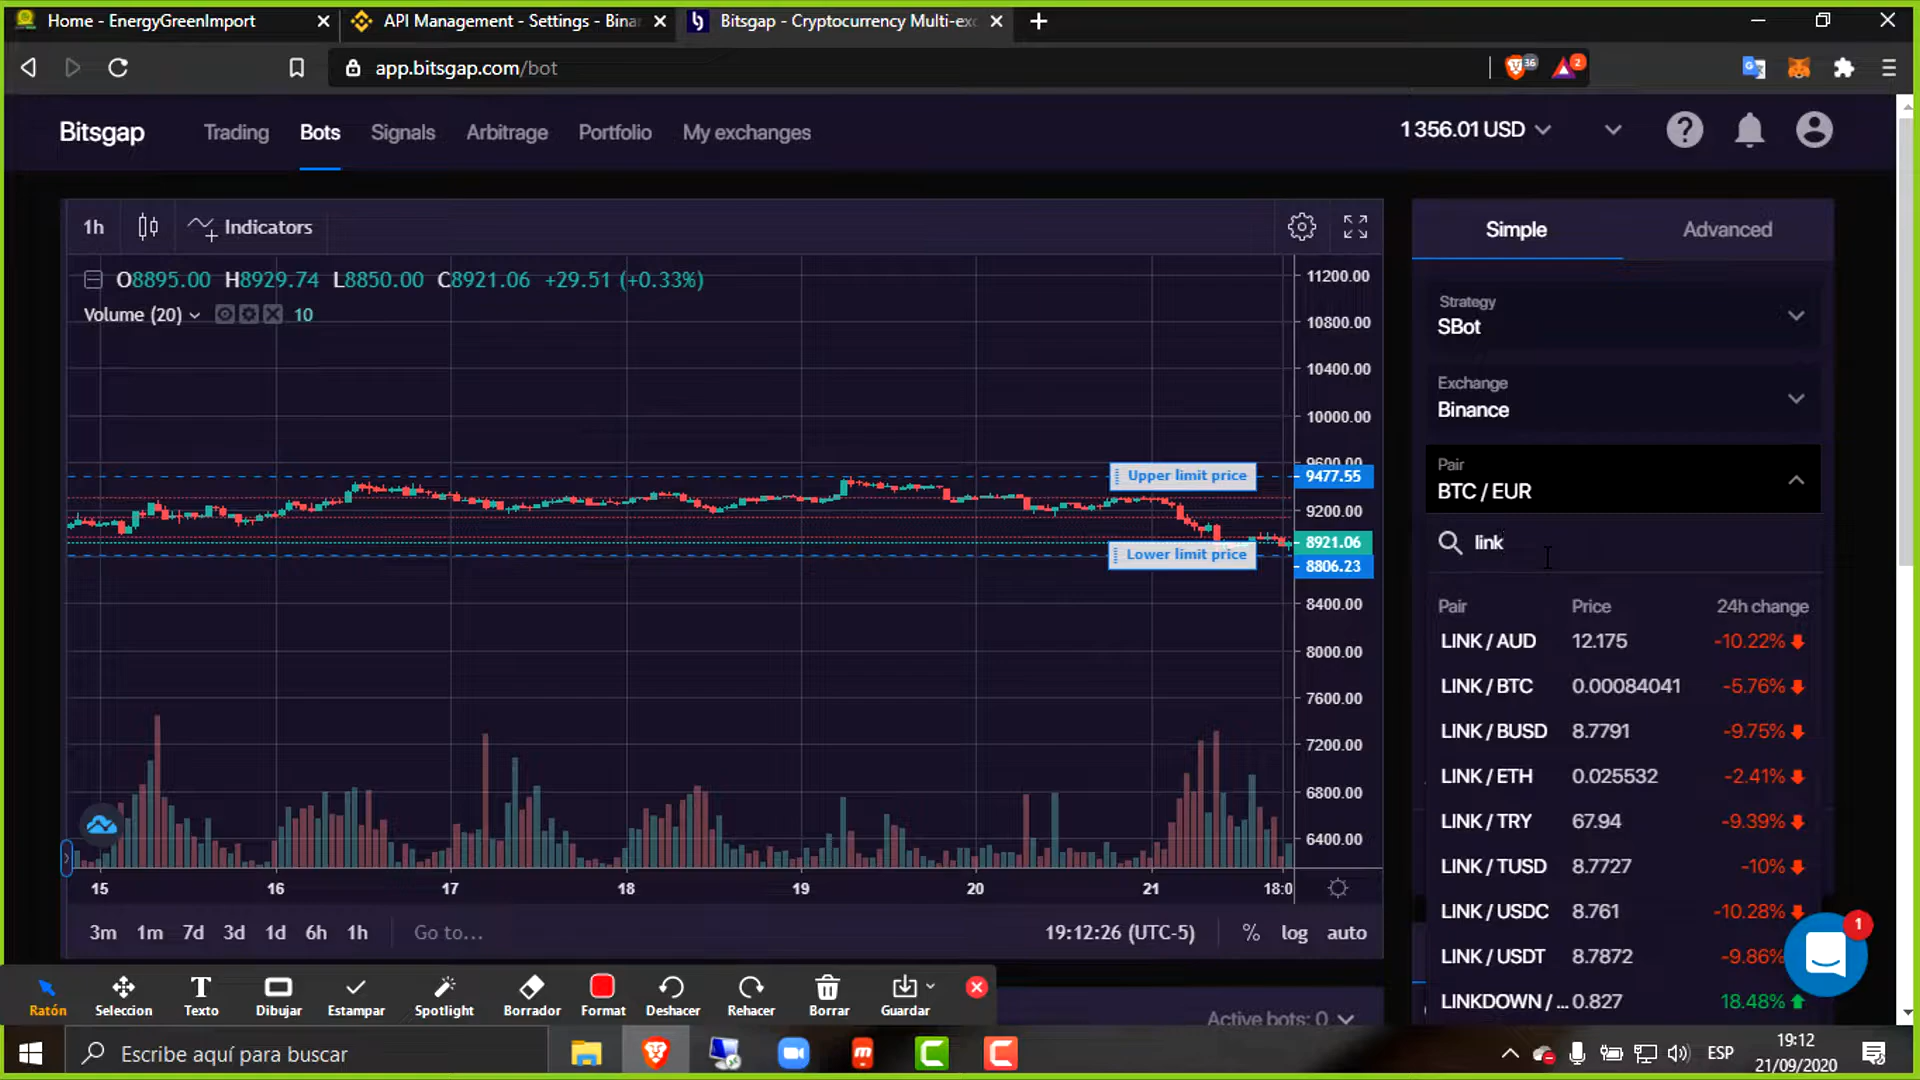 Home - EnergyGreenImport
API Management - Settings - Binan
Bitsgap - Cryptocurrency Multi-exc
app.bitsgap.com/bot
36
2
Bitsgap
Trading
Bots
Signals
Arbitrage
Portfolio
My exchanges
1 356.01 USD
1h
Indicators
O8895.00 H8929.74 L8850.00 C8921.06 +29.51 (+0.33%)
Volume (20)
10
11200.00
10800.00
10400.00
10000.00
9600.00
9477.55
9200.00
8921.06
8806.23
8400.00
8000.00
7600.00
7200.00
6800.00
6400.00
Upper limit price
Lower limit price
15
16
17
18
19
20
21
18:0
3m 1m 7d 3d 1d 6h 1h
Go to...
19:12:26 (UTC-5)
% log auto
Simple
Advanced
Strategy
SBot
Exchange
Binance
Pair
BTC / EUR
link
Pair Price 24h change
LINK / AUD 12.175 -10.22%
LINK / BTC 0.00084041 -5.76%
LINK / BUSD 8.7791 -9.75%
LINK / ETH 0.025532 -2.41%
LINK / TRY 67.94 -9.39%
LINK / TUSD 8.7727 -10%
LINK / USDC 8.761 -10.28%
LINK / USDT 8.7872 -9.86%
LINKDOWN / ... 0.827 18.48%
1
Active bots: 0
Ratón
Seleccion
Texto
Dibujar
Estampar
Spotlight
Borrador
Format
Deshacer
Rehacer
Borrar
Guardar
Escribe aquí para buscar
ESP
19:12
21/09/2020